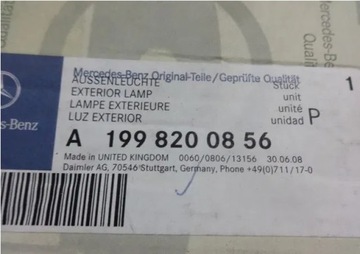 Mercedes-Benz Original-Teile/Geprüfte Qualität
AUSSENLEUCHTE Stück 1
EXTERIOR LAMP unit
LAMPE EXTERIEURE unité
LUZ EXTERIOR unidad P
s-Benz
A 199 820 08 56
Made in UNITED KINGDOM 0060/0806/13156 30.06.08
Daimler AG, 70546 Stuttgart, Germany, Phone +49(0)711/17-0